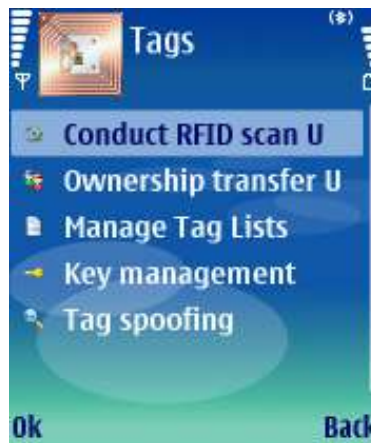 Tags
Conduct RFID scan U
Ownership transfer U
Manage Tag Lists
Key management
Tag spoofing
Ok Back